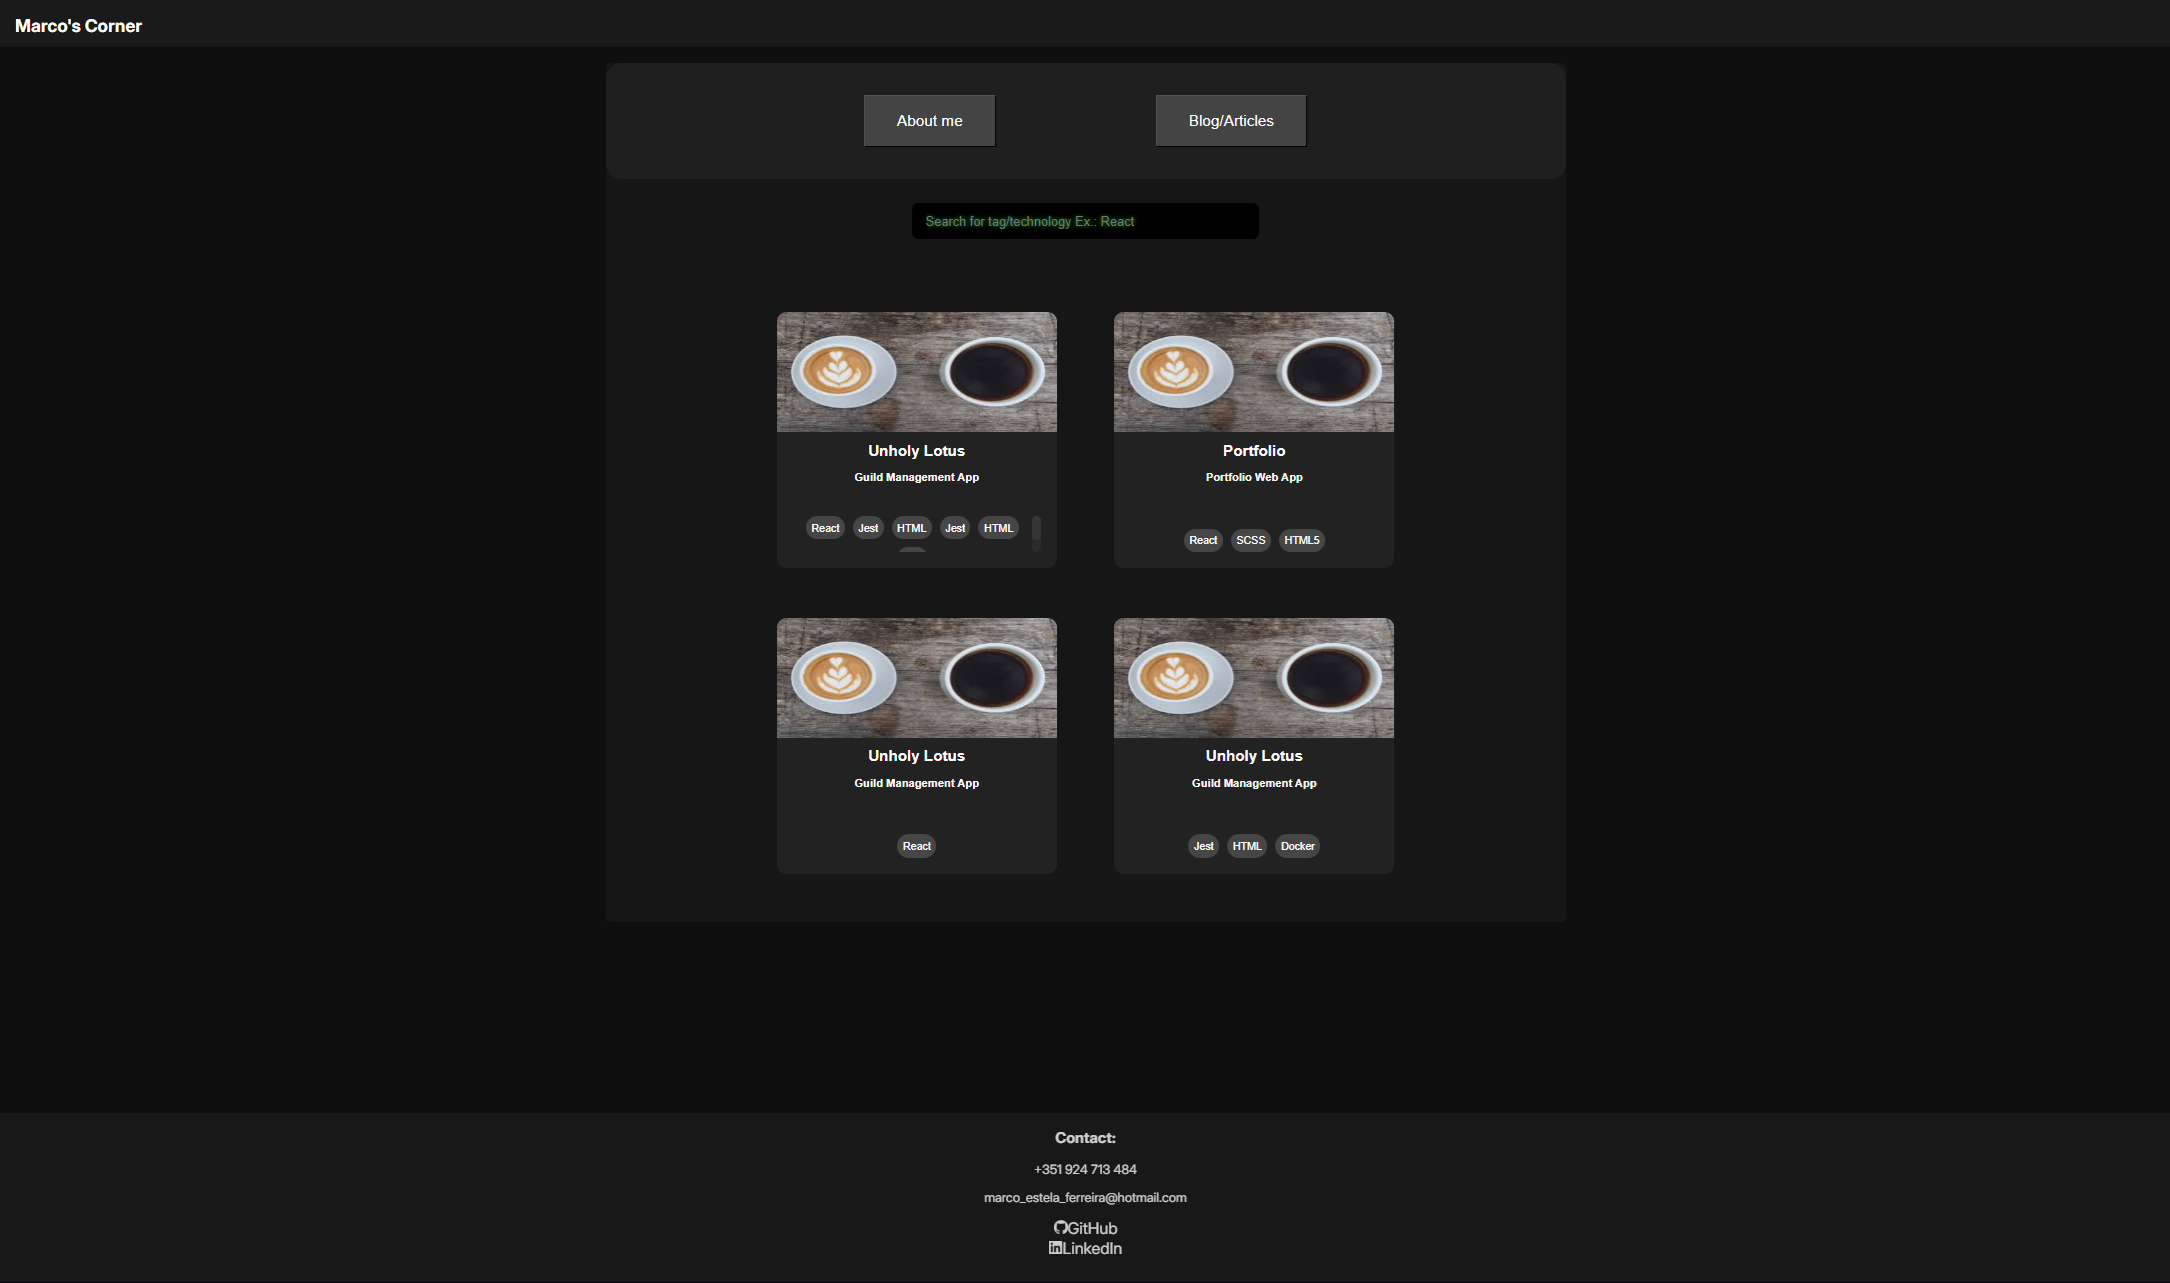 Marco's Corner
About me
Blog/Articles
Search for tag/technology Ex.: React
Unholy Lotus
Guild Management App
React Jest HTML Jest HTML
Portfolio
Portfolio Web App
React SCSS HTML5
Unholy Lotus
Guild Management App
React
Unholy Lotus
Guild Management App
Jest HTML Docker
Contact:
+351 924 713 484
marco_estela_ferreira@hotmail.com
GitHub
LinkedIn